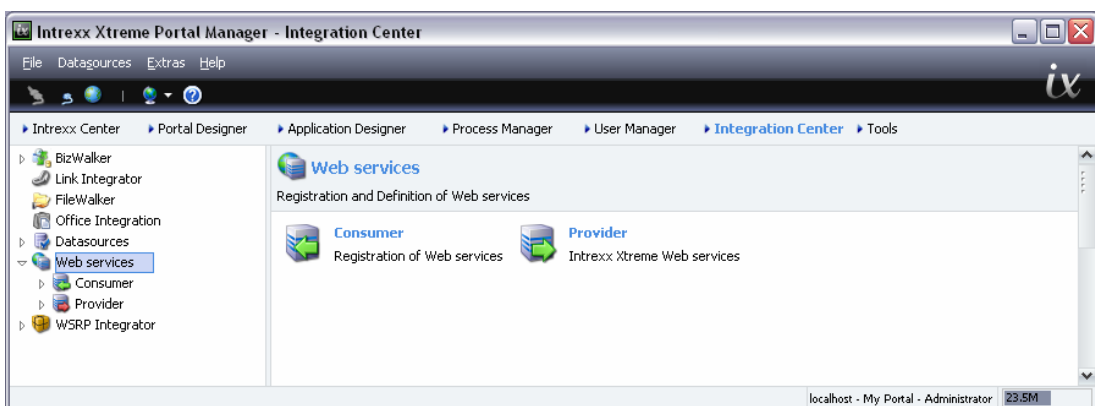 Intrexx Xtreme Portal Manager - Integration Center
File Datasources Extras Help
ix
Intrexx Center Portal Designer Application Designer Process Manager User Manager Integration Center Tools
BizWalker
Link Integrator
FileWalker
Office Integration
Datasources
Web services
Consumer
Provider
WSRP Integrator
Web services
Registration and Definition of Web services
Consumer
Registration of Web services
Provider
Intrexx Xtreme Web services
localhost - My Portal - Administrator 23.5M